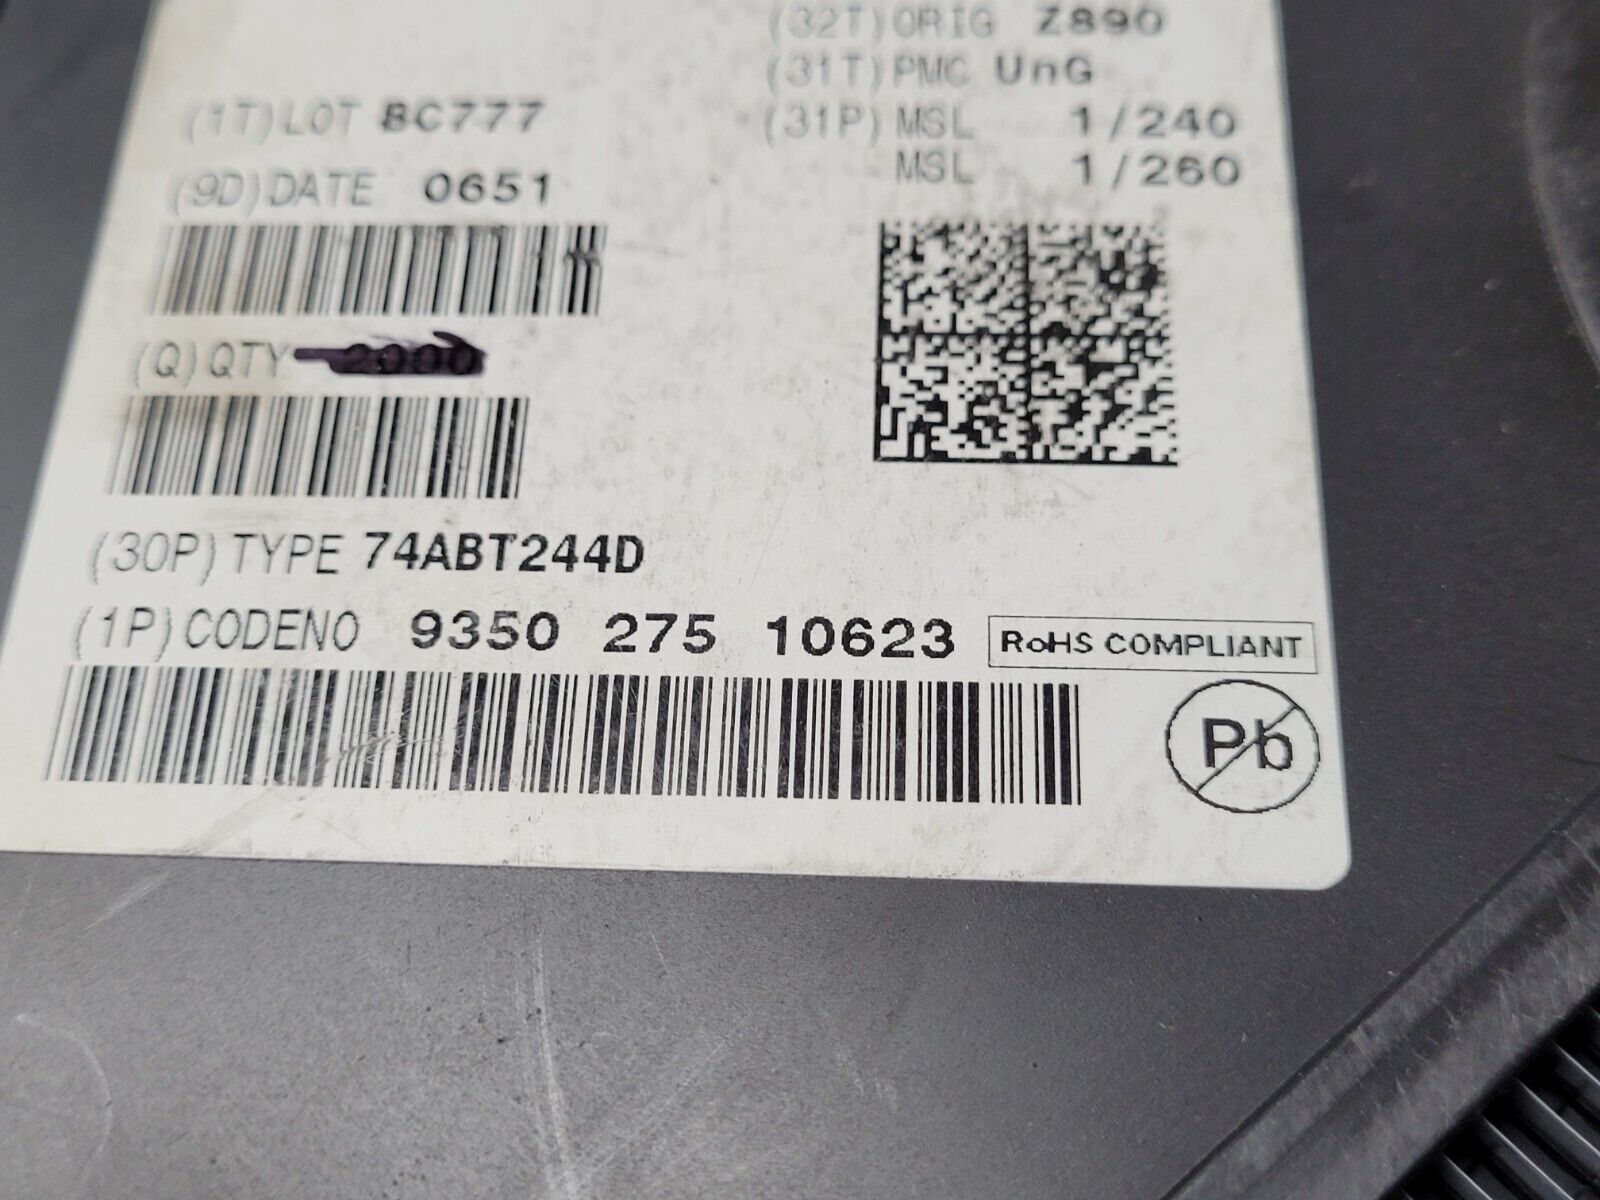 (32T)ORIG Z890
(31T)PMC UnG
(1T)LOT BC777
(31P) MSL 1/240
MSL 1/260
(9D)DATE 0651
(Q)QTY 2000
(30P)TYPE 74ABT244D
(1P)CODENO 9350 275 10623
RoHS COMPLIANT
Pb